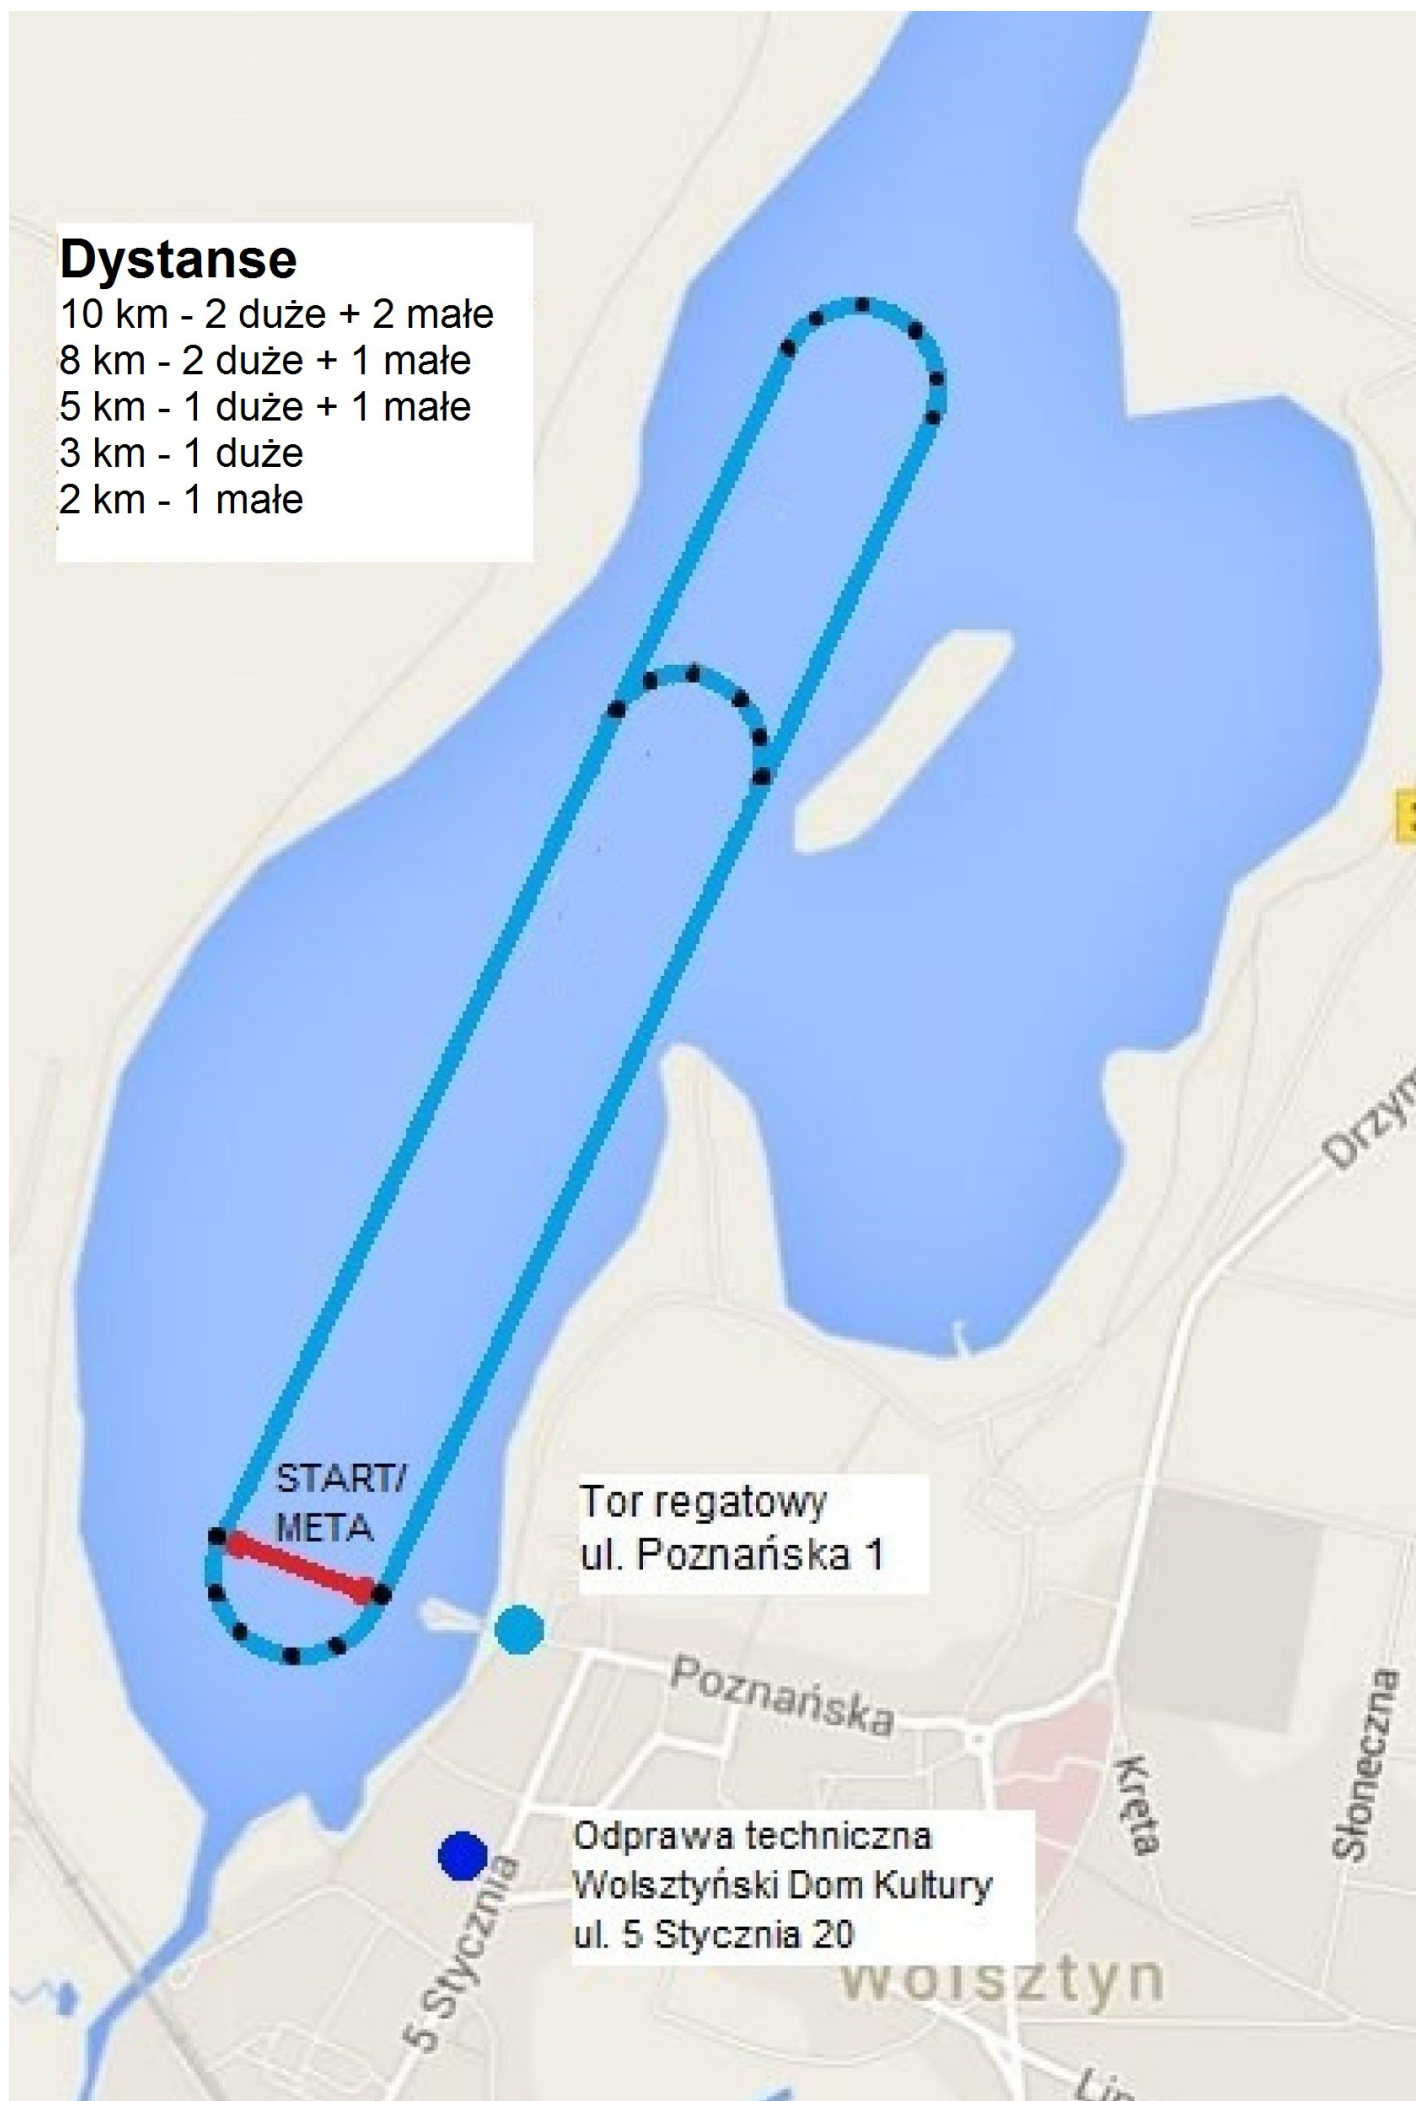 Dystanse
10 km - 2 duże + 2 małe
8 km - 2 duże + 1 małe
5 km - 1 duże + 1 małe
3 km - 1 duże
2 km - 1 małe
START/
META
Tor regatowy
ul. Poznańska 1
Poznańska
Kręta
Słoneczna
Odprawa techniczna
Wolsztyński Dom Kultury
ul. 5 Stycznia 20
5 Stycznia
Wolsztyn